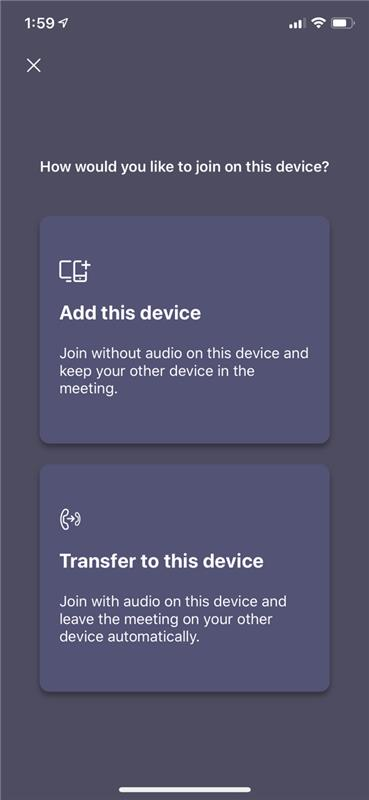 1:59
How would you like to join on this device?
Add this device
Join without audio on this device and
keep your other device in the
meeting.
Transfer to this device
Join with audio on this device and
leave the meeting on your other
device automatically.